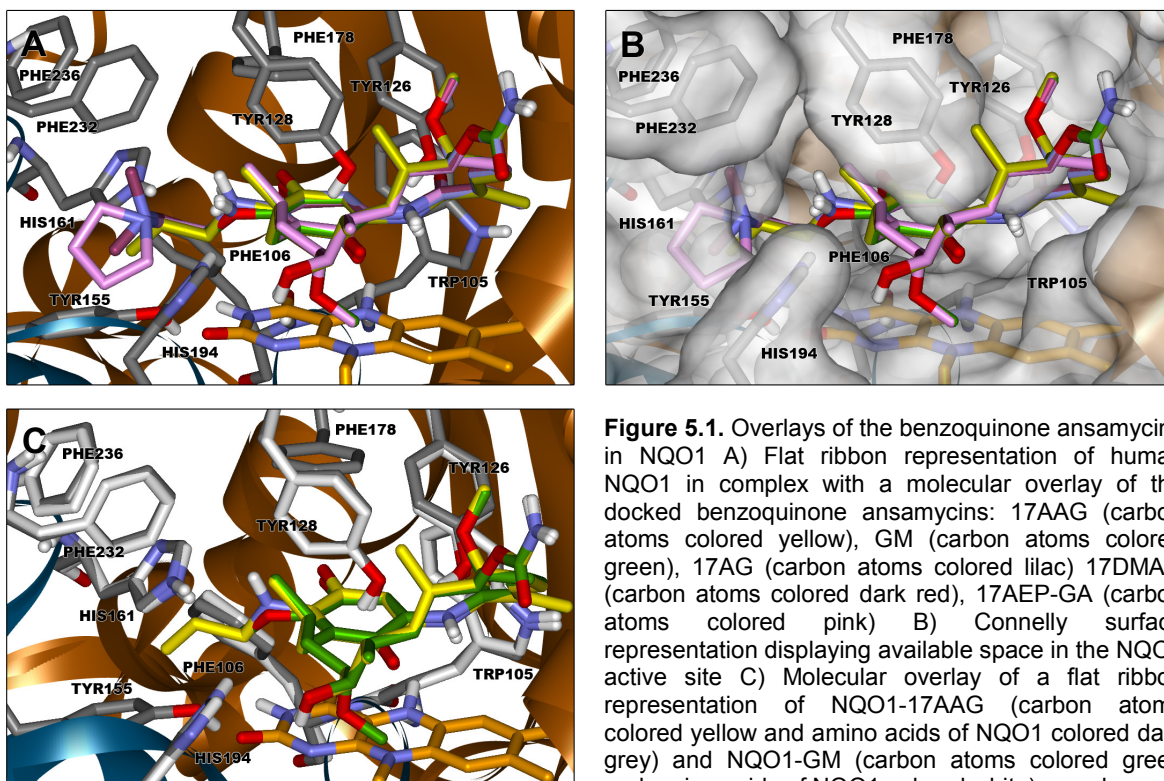 A
PHE178
PHE236
TYR126
PHE232
TYR128
HIS161
PHE106
TYR155
TRP105
HIS194
B
PHE178
PHE236
TYR126
PHE232
TYR128
HIS161
PHE106
TYR155
TRP105
HIS194
C
PHE178
PHE236
TYR126
TYR128
PHE232
HIS161
PHE106
TRP105
TYR155
HIS194
Figure 5.1. Overlays of the benzoquinone ansamycin
in NQO1 A) Flat ribbon representation of huma
NQO1 in complex with a molecular overlay of th
docked benzoquinone ansamycins: 17AAG (carbo
atoms colored yellow), GM (carbon atoms colore
green), 17AG (carbon atoms colored lilac) 17DMA
(carbon atoms colored dark red), 17AEP-GA (carbo
atoms colored pink) B) Connelly surfac
representation displaying available space in the NQO
active site C) Molecular overlay of a flat ribbo
representation of NQO1-17AAG (carbon atom
colored yellow and amino acids of NQO1 colored da
grey) and NQO1-GM (carbon atoms colored gree